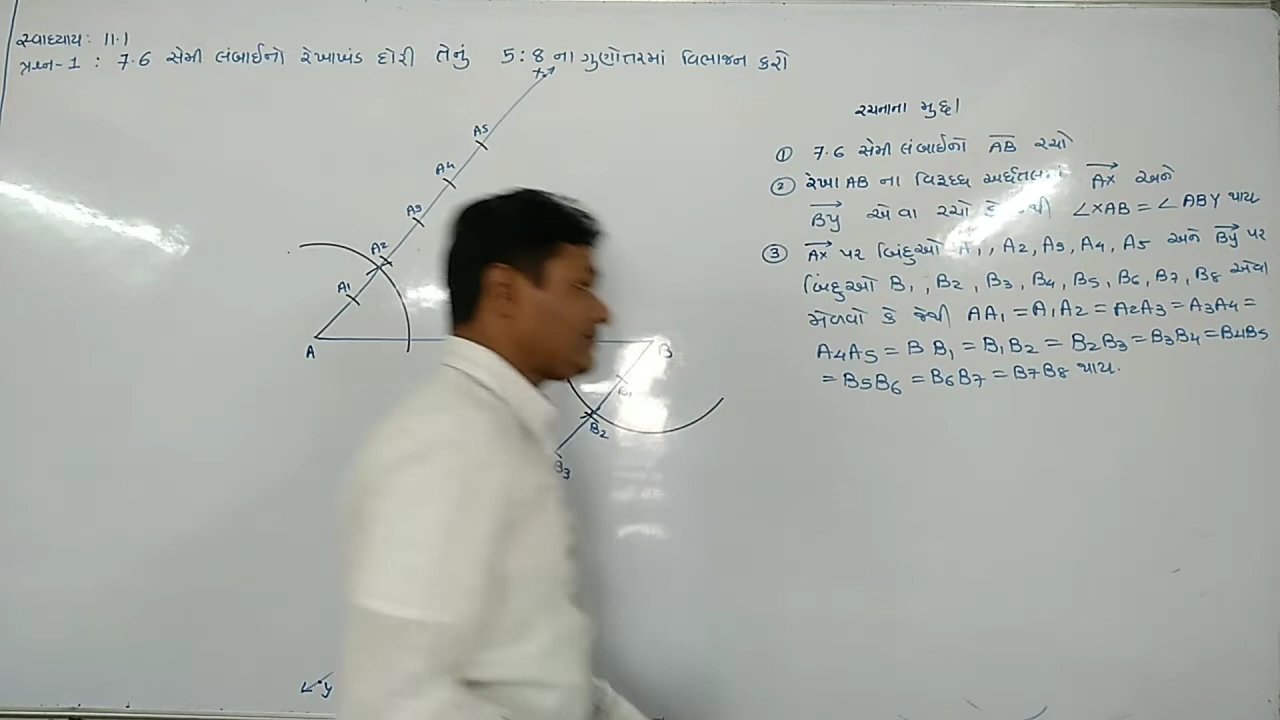 સ્વાધ્યાય: 11.1
પ્રશ્ન-1 : 7.6 સેમી લંબાઈનો રેખાખંડ દોરી તેનું 5:8 ના ગુણોત્તરમાં વિભાજન કરો
રચનાના મુદ્દા
① 7.6 સેમી લંબાઈનો AB રચો
② રેખા AB ના વિરૂદ્ધ AX અને
BY એવા રચો ∠XAB = ∠ABY થાય
③ AX પર બિંદુઓ A1, A2, A3, A4, A5 અને BY પર
બિંદુઓ B1, B2, B3, B4, B5, B6, B7, B8 એવા
મેળવો કે જેથી AA1 = A1A2 = A2A3 = A3A4 =
A4A5 = BB1 = B1B2 = B2B3 = B3B4 = B4B5
= B5B6 = B6B7 = B7B8 થાય.
X
A5
A4
A3
A2
A1
A
B
B1
B2
B3
y